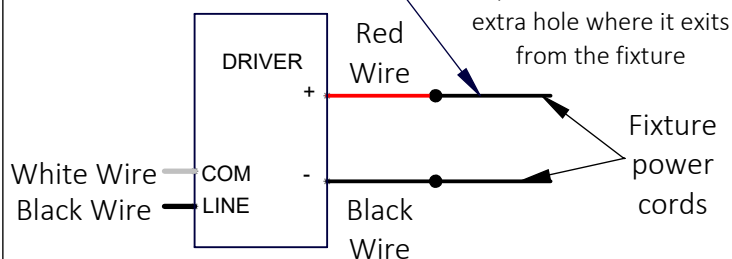 extra hole where it exits
from the fixture
Red
Wire
DRIVER
+
Fixture
power
cords
White Wire
COM
-
Black Wire
LINE
Black
Wire